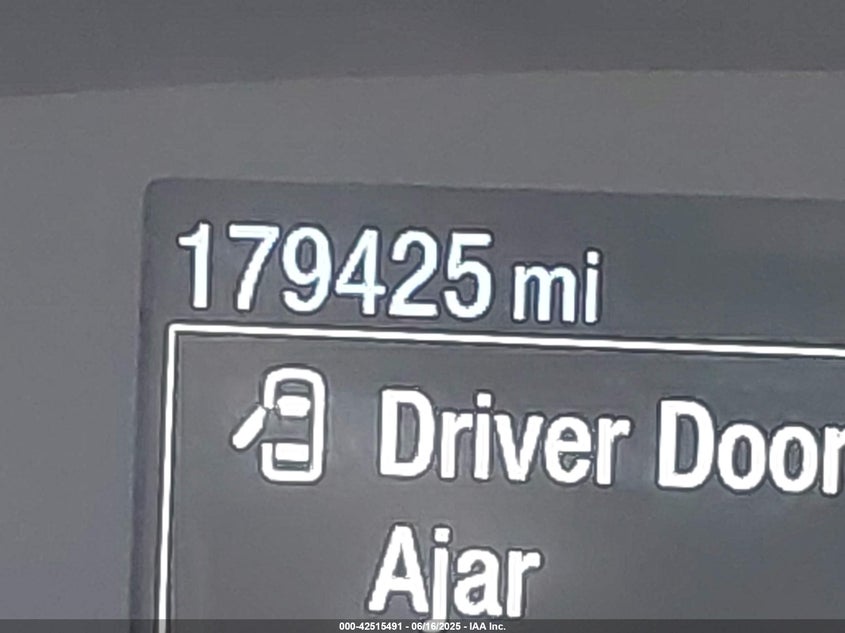 179425 mi
Driver Door
Ajar
000-42515491 - 06/16/2025 - IAA Inc.